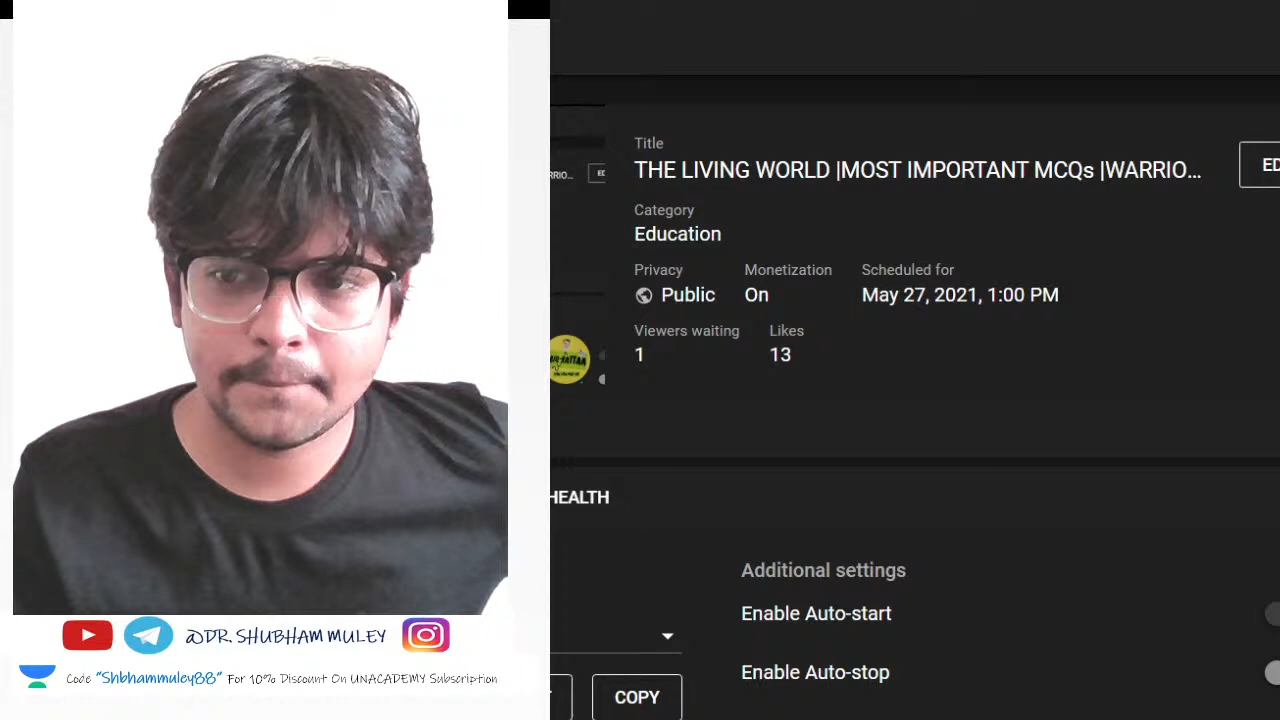 @DR. SHUBHAM MULEY
Code "Shbhammuley88" For 10% Discount On UNACADEMY Subscription
RRIO...
Title
THE LIVING WORLD |MOST IMPORTANT MCQs |WARRIO...
ED
Category
Education
Privacy
Monetization
Scheduled for
Public
On
May 27, 2021, 1:00 PM
Viewers waiting
Likes
1
13
HEALTH
Additional settings
Enable Auto-start
Enable Auto-stop
COPY